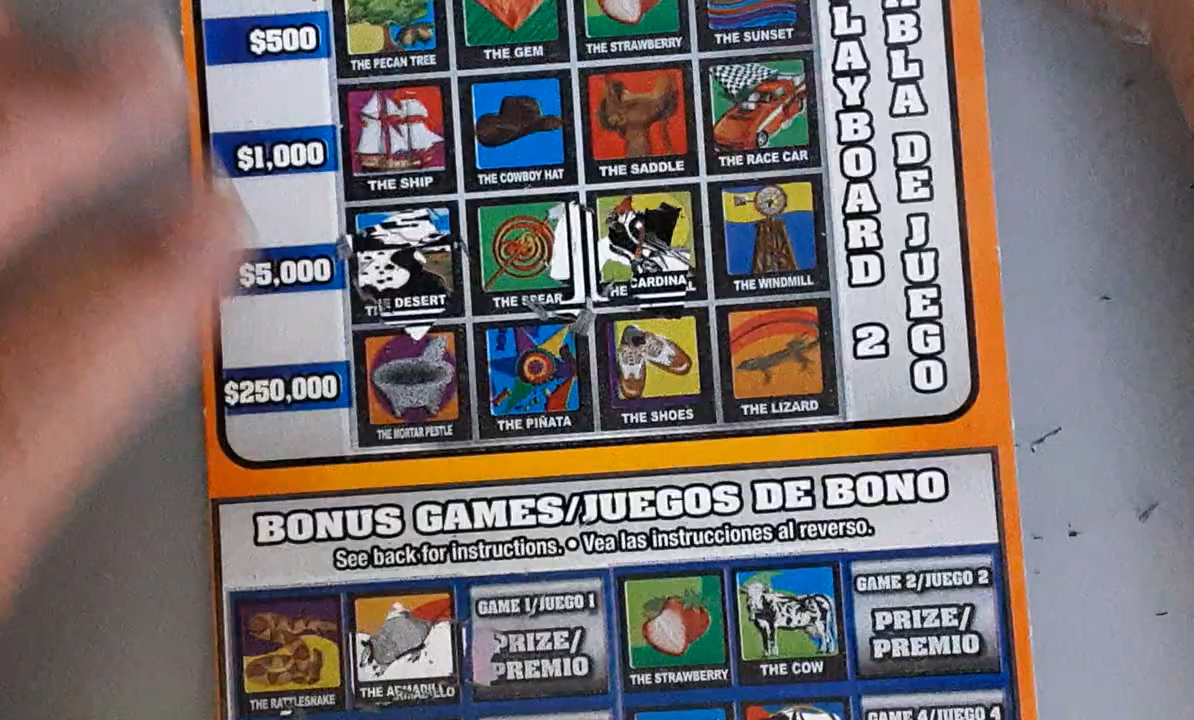 $500
THE PECAN TREE
THE GEM
THE STRAWBERRY
THE SUNSET
$1,000
THE SHIP
THE COWBOY HAT
THE SADDLE
THE RACE CAR
$5,000
THE DESERT
THE SPEAR
THE CARDINAL
THE WINDMILL
$250,000
THE MORTAR PESTLE
THE PIÑATA
THE SHOES
THE LIZARD
LAYBOARD 2
BLA DE JUEGO
BONUS GAMES/JUEGOS DE BONO
See back for instructions. • Vea las instrucciones al reverso.
THE RATTLESNAKE
THE ARMADILLO
GAME 1/JUEGO 1
PRIZE/
PREMIO
THE STRAWBERRY
THE COW
GAME 2/JUEGO 2
PRIZE/
PREMIO
GAME 4/JUEGO 4